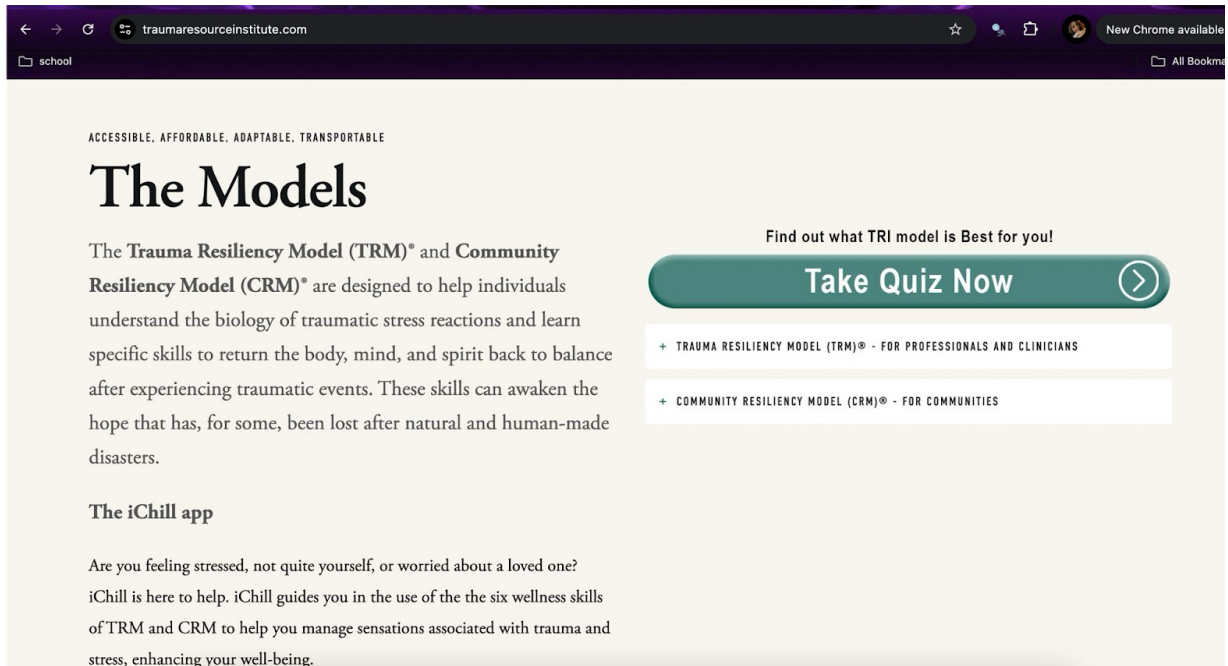 traumaresourceinstitute.com
New Chrome available
school
All Bookma
ACCESSIBLE, AFFORDABLE, ADAPTABLE, TRANSPORTABLE
The Models
The Trauma Resiliency Model (TRM)® and Community
Resiliency Model (CRM)® are designed to help individuals
understand the biology of traumatic stress reactions and learn
specific skills to return the body, mind, and spirit back to balance
after experiencing traumatic events. These skills can awaken the
hope that has, for some, been lost after natural and human-made
disasters.
The iChill app
Are you feeling stressed, not quite yourself, or worried about a loved one?
iChill is here to help. iChill guides you in the use of the the six wellness skills
of TRM and CRM to help you manage sensations associated with trauma and
stress, enhancing your well-being.
Find out what TRI model is Best for you!
Take Quiz Now
+ TRAUMA RESILIENCY MODEL (TRM)® - FOR PROFESSIONALS AND CLINICIANS
+ COMMUNITY RESILIENCY MODEL (CRM)® - FOR COMMUNITIES